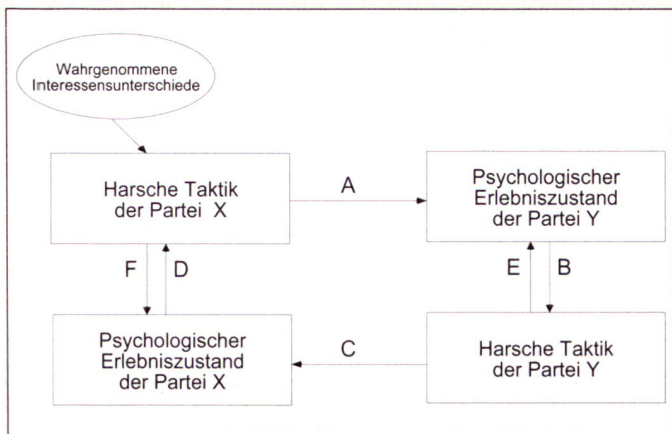 Wahrgenommene
Interessensunterschiede
Harsche Taktik
der Partei X
A
Psychologischer
Erlebniszustand
der Partei Y
F
D
E
B
Psychologischer
Erlebniszustand
der Partei X
C
Harsche Taktik
der Partei Y